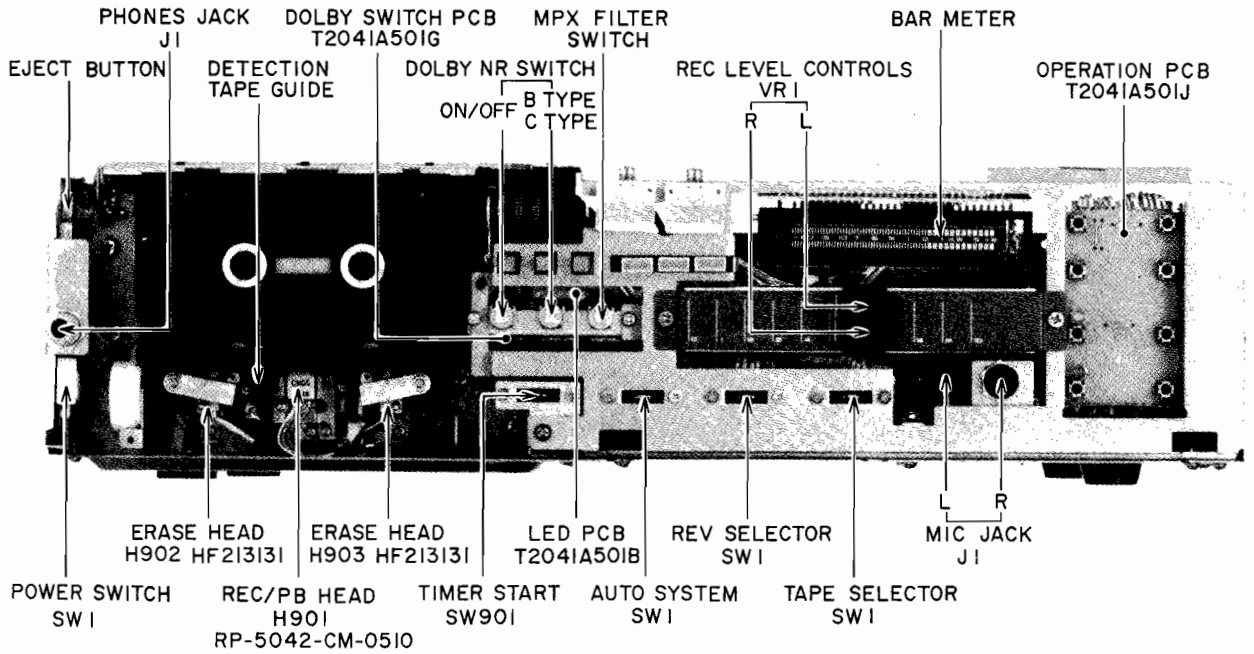 PHONES JACK
J1
DOLBY SWITCH PCB
T2041A501G
MPX FILTER
SWITCH
BAR METER
EJECT BUTTON
DETECTION
TAPE GUIDE
DOLBY NR SWITCH
ON/OFF
B TYPE
C TYPE
REC LEVEL CONTROLS
VR1
R L
OPERATION PCB
T2041A501J
ERASE HEAD
H902 HF213131
ERASE HEAD
H903 HF213131
LED PCB
T2041A501B
REV SELECTOR
SW1
L R
MIC JACK
J1
POWER SWITCH
SW1
REC/PB HEAD
H901
RP-5042-CM-0510
TIMER START
SW901
AUTO SYSTEM
SW1
TAPE SELECTOR
SW1